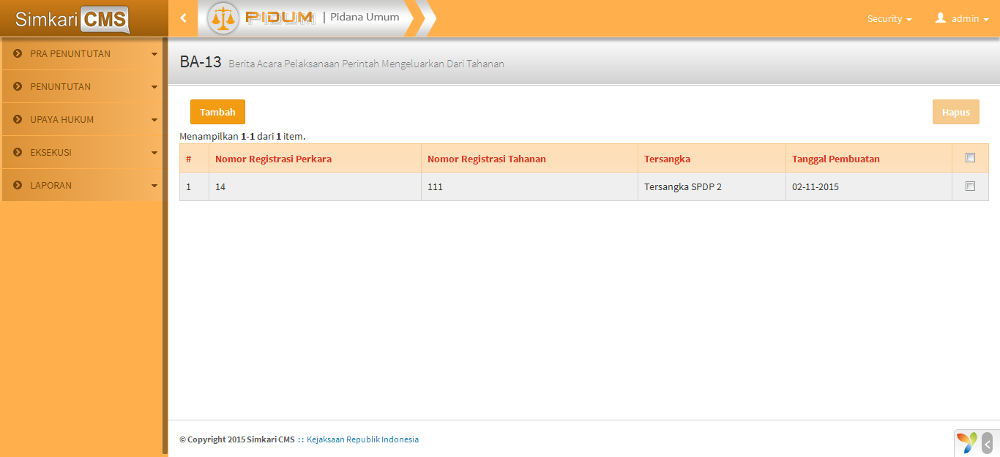 Simkari CMS
PIDUM | Pidana Umum
Security
admin
PRA PENUNTUTAN
PENUNTUTAN
UPAYA HUKUM
EKSEKUSI
LAPORAN
BA-13 Berita Acara Pelaksanaan Perintah Mengeluarkan Dari Tahanan
Tambah
Hapus
Menampilkan 1-1 dari 1 item.
# Nomor Registrasi Perkara Nomor Registrasi Tahanan Tersangka Tanggal Pembuatan
1 14 111 Tersangka SPDP 2 02-11-2015
© Copyright 2015 Simkari CMS :: Kejaksaan Republik Indonesia